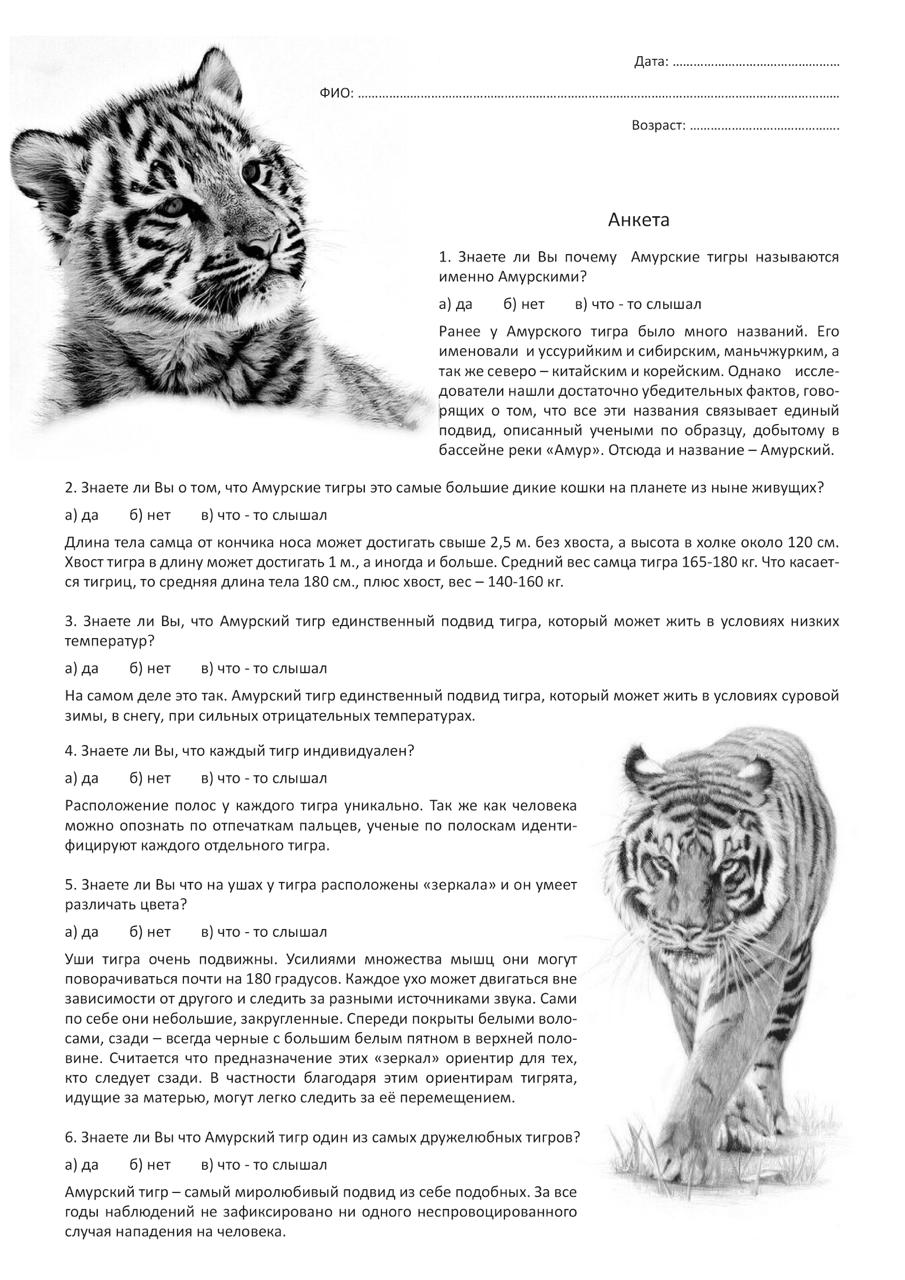 Дата: …………………………………………
ФИО: …………………………………………………………………………………………………………………………
Возраст: …………………………………….
Анкета
1. Знаете ли Вы почему Амурские тигры называются
именно Амурскими?
а) да б) нет в) что - то слышал
Ранее у Амурского тигра было много названий. Его
именовали и уссурийким и сибирским, маньчжурким, а
так же северо – китайским и корейским. Однако иссле-
дователи нашли достаточно убедительных фактов, гово-
рящих о том, что все эти названия связывает единый
подвид, описанный учеными по образцу, добытому в
бассейне реки «Амур». Отсюда и название – Амурский.
2. Знаете ли Вы о том, что Амурские тигры это самые большие дикие кошки на планете из ныне живущих?
а) да б) нет в) что - то слышал
Длина тела самца от кончика носа может достигать свыше 2,5 м. без хвоста, а высота в холке около 120 см.
Хвост тигра в длину может достигать 1 м., а иногда и больше. Средний вес самца тигра 165-180 кг. Что касает-
ся тигриц, то средняя длина тела 180 см., плюс хвост, вес – 140-160 кг.
3. Знаете ли Вы, что Амурский тигр единственный подвид тигра, который может жить в условиях низких
температур?
а) да б) нет в) что - то слышал
На самом деле это так. Амурский тигр единственный подвид тигра, который может жить в условиях суровой
зимы, в снегу, при сильных отрицательных температурах.
4. Знаете ли Вы, что каждый тигр индивидуален?
а) да б) нет в) что - то слышал
Расположение полос у каждого тигра уникально. Так же как человека
можно опознать по отпечаткам пальцев, ученые по полоскам иденти-
фицируют каждого отдельного тигра.
5. Знаете ли Вы что на ушах у тигра расположены «зеркала» и он умеет
различать цвета?
а) да б) нет в) что - то слышал
Уши тигра очень подвижны. Усилиями множества мышц они могут
поворачиваться почти на 180 градусов. Каждое ухо может двигаться вне
зависимости от другого и следить за разными источниками звука. Сами
по себе они небольшие, закругленные. Спереди покрыты белыми воло-
сами, сзади – всегда черные с большим белым пятном в верхней поло-
вине. Считается что предназначение этих «зеркал» ориентир для тех,
кто следует сзади. В частности благодаря этим ориентирам тигрята,
идущие за матерью, могут легко следить за её перемещением.
6. Знаете ли Вы что Амурский тигр один из самых дружелюбных тигров?
а) да б) нет в) что - то слышал
Амурский тигр – самый миролюбивый подвид из себе подобных. За все
годы наблюдений не зафиксировано ни одного неспровоцированного
случая нападения на человека.